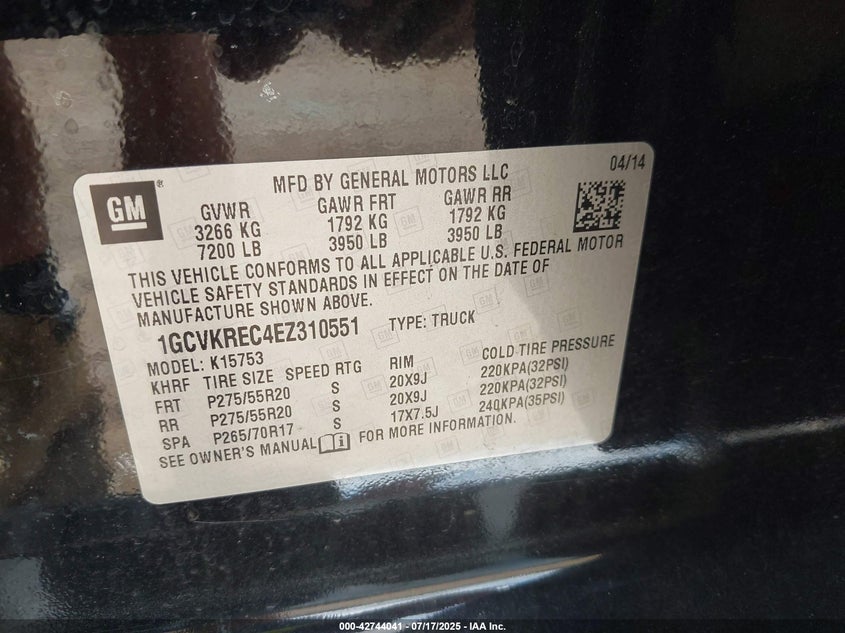 04/14
MFD BY GENERAL MOTORS LLC
GM ®
GVWR GAWR FRT GAWR RR
3266 KG 1792 KG 1792 KG
7200 LB 3950 LB 3950 LB
THIS VEHICLE CONFORMS TO ALL APPLICABLE U.S. FEDERAL MOTOR
VEHICLE SAFETY STANDARDS IN EFFECT ON THE DATE OF
MANUFACTURE SHOWN ABOVE.
1GCVKREC4EZ310551 TYPE: TRUCK
MODEL: K15753
KHRF TIRE SIZE SPEED RTG RIM COLD TIRE PRESSURE
FRT P275/55R20 S 20X9J 220KPA(32PSI)
RR P275/55R20 S 20X9J 220KPA(32PSI)
SPA P265/70R17 S 17X7.5J 240KPA(35PSI)
SEE OWNER'S MANUAL FOR MORE INFORMATION.
000-42744041 - 07/17/2025 - IAA Inc.